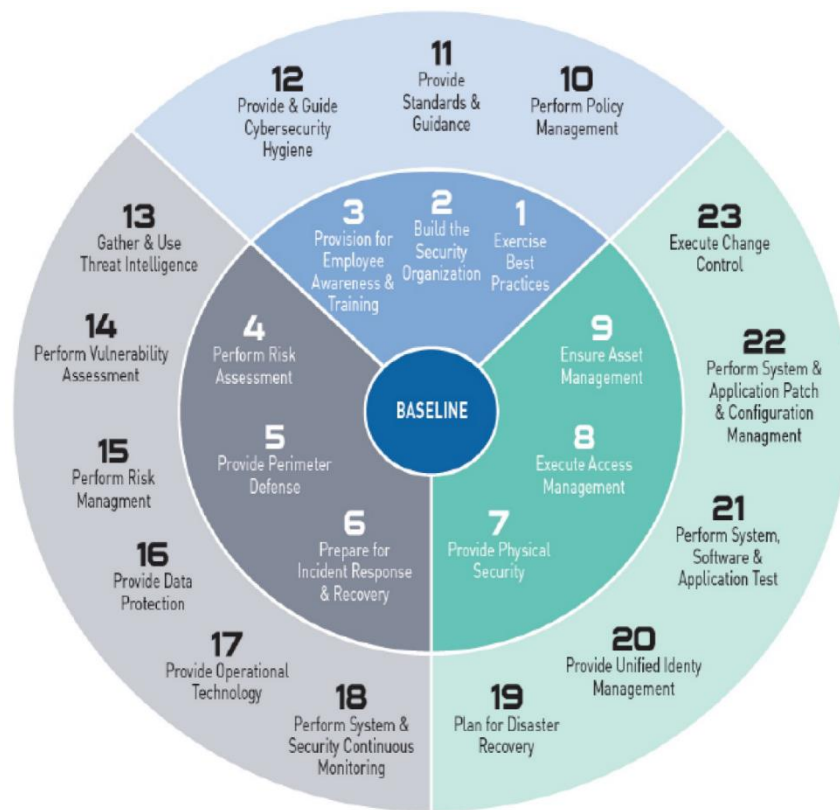 12
Provide & Guide
Cybersecurity
Hygiene
11
Provide
Standards &
Guidance
10
Perform Policy
Management
13
Gather & Use
Threat Intelligence
14
Perform Vulnerability
Assessment
15
Perform Risk
Managment
16
Provide Data
Protection
17
Provide Operational
Technology
18
Perform System &
Security Continuous
Monitoring
3
Provision for
Employee
Awareness &
Training
2
Build the
Security
Organization
1
Exercise
Best
Practices
4
Perform Risk
Assessment
5
Provide Perimeter
Defense
6
Prepare for
Incident Response
& Recovery
BASELINE
9
Ensure Asset
Management
8
Execute Access
Management
7
Provide Physical
Security
23
Execute Change
Control
22
Perform System &
Application Patch
& Configuration
Managment
21
Perform System,
Software &
Application Test
20
Provide Unified Identy
Management
19
Plan for Disaster
Recovery